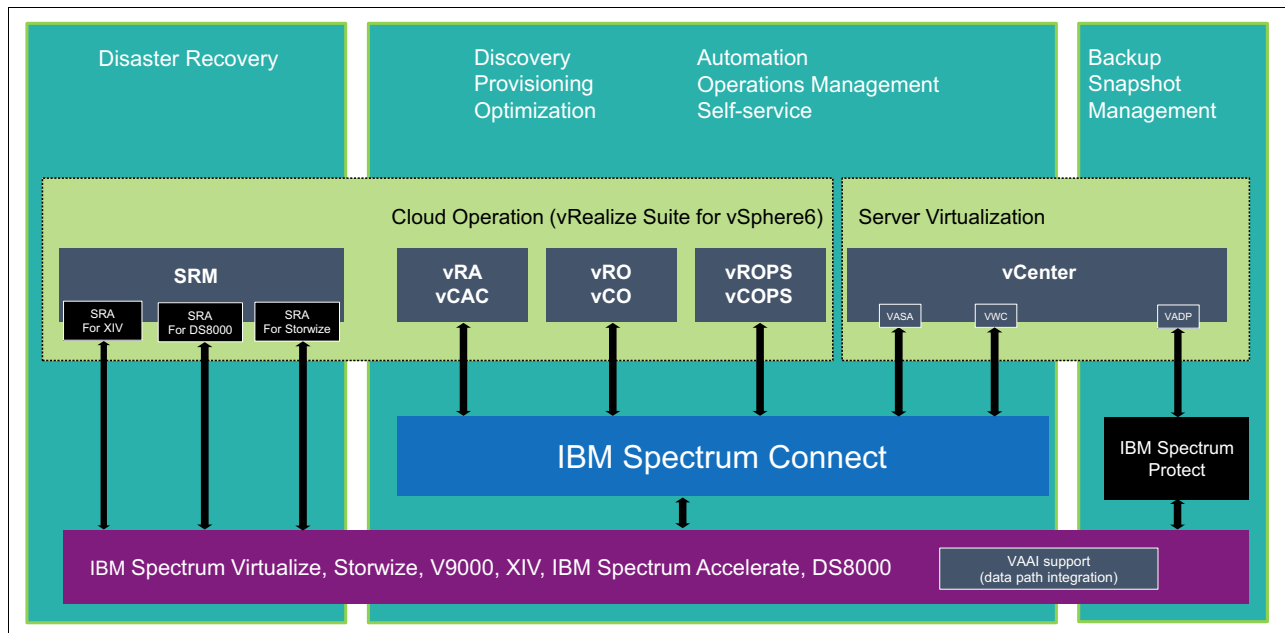 Disaster Recovery
Discovery
Provisioning
Optimization
Automation
Operations Management
Self-service
Backup
Snapshot
Management
Cloud Operation (vRealize Suite for vSphere6)
Server Virtualization
SRM
SRA
For XIV
SRA
For DS8000
SRA
For Storwize
vRA
vCAC
vRO
vCO
vROPS
vCOPS
vCenter
VASA
VWC
VADP
IBM Spectrum Connect
IBM Spectrum
Protect
IBM Spectrum Virtualize, Storwize, V9000, XIV, IBM Spectrum Accelerate, DS8000
VAAI support
(data path integration)